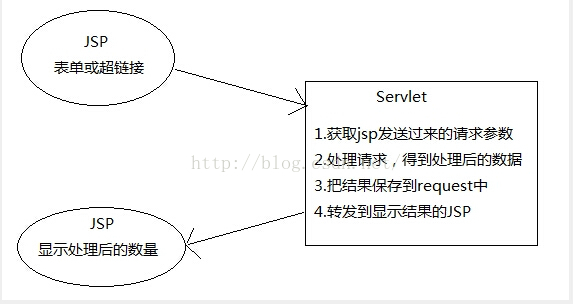 JSP
表单或超链接
Servlet
1.获取jsp发送过来的请求参数
2.处理请求，得到处理后的数据
3.把结果保存到request中
4.转发到显示结果的JSP
http://blog.csdn.net/
JSP
显示处理后的数量